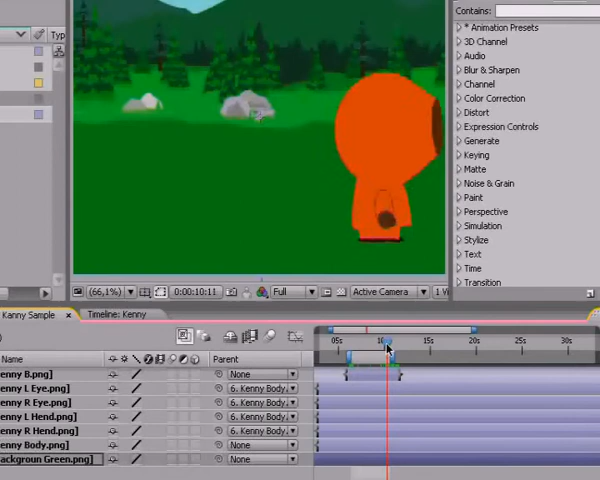 Contains:
Typ
* Animation Presets
3D Channel
Audio
Blur & Sharpen
Channel
Color Correction
Distort
Expression Controls
Generate
Keying
Matte
Noise & Grain
Paint
Perspective
Simulation
Stylize
Text
Time
Transition
(66,1%) 0:00:10:11 Full Active Camera 1 Vi
Kanny Sample × Timeline: Kenny
05s 10s 15s 20s 25s 30s
Name Parent
enny B.png] None
enny L Eye.png] 6. Kenny Body.
enny R Eye.png] 6. Kenny Body.
enny L Hend.png] 6. Kenny Body.
enny R Hend.png] 6. Kenny Body.
enny Body.png] None
ackgroun Green.png] None